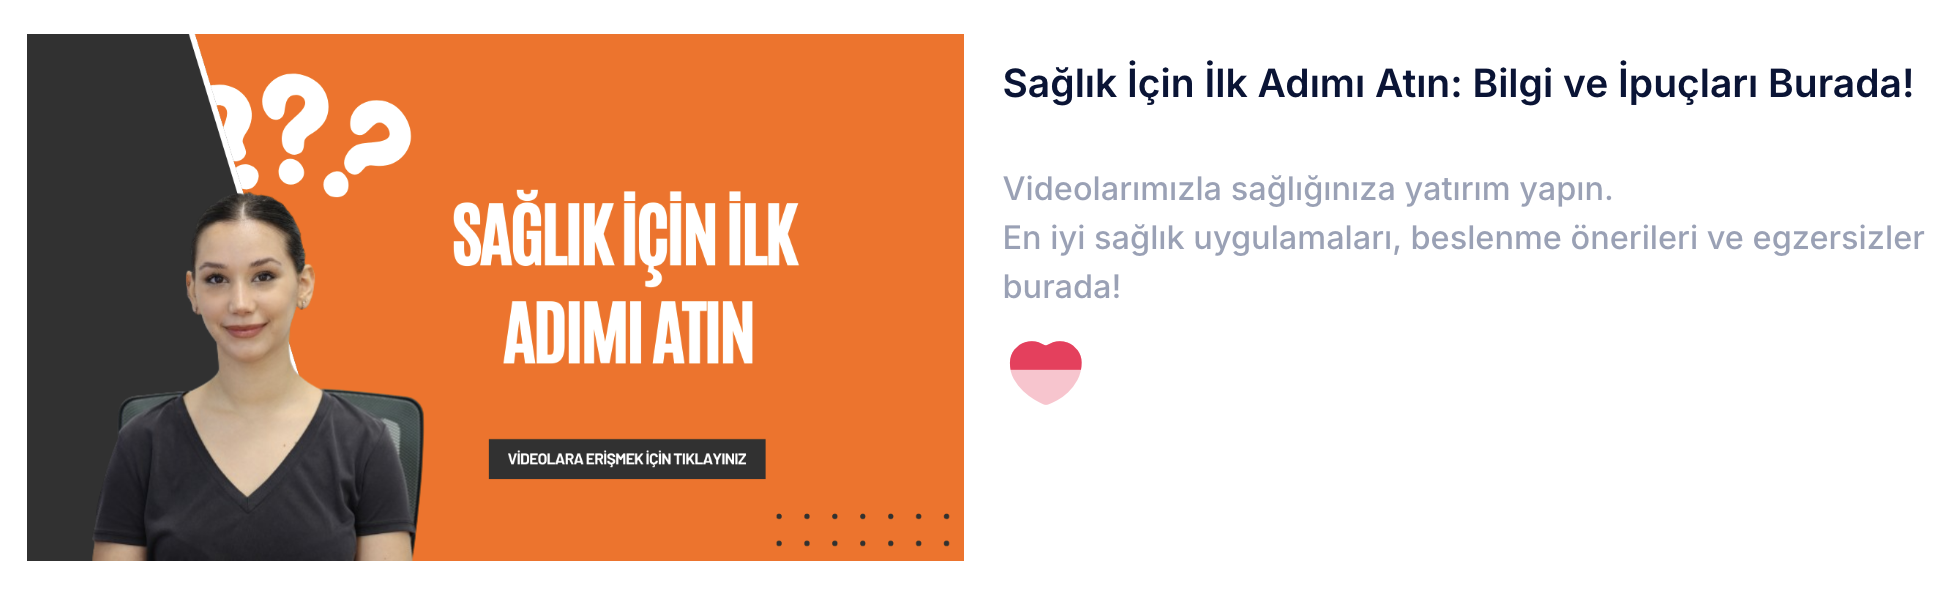 ???
SAĞLIK İÇİN İLK
ADIMI ATIN
VİDEOLARA ERİŞMEK İÇİN TIKLAYINIZ
Sağlık İçin İlk Adımı Atın: Bilgi ve İpuçları Burada!
Videolarımızla sağlığınıza yatırım yapın.
En iyi sağlık uygulamaları, beslenme önerileri ve egzersizler
burada!